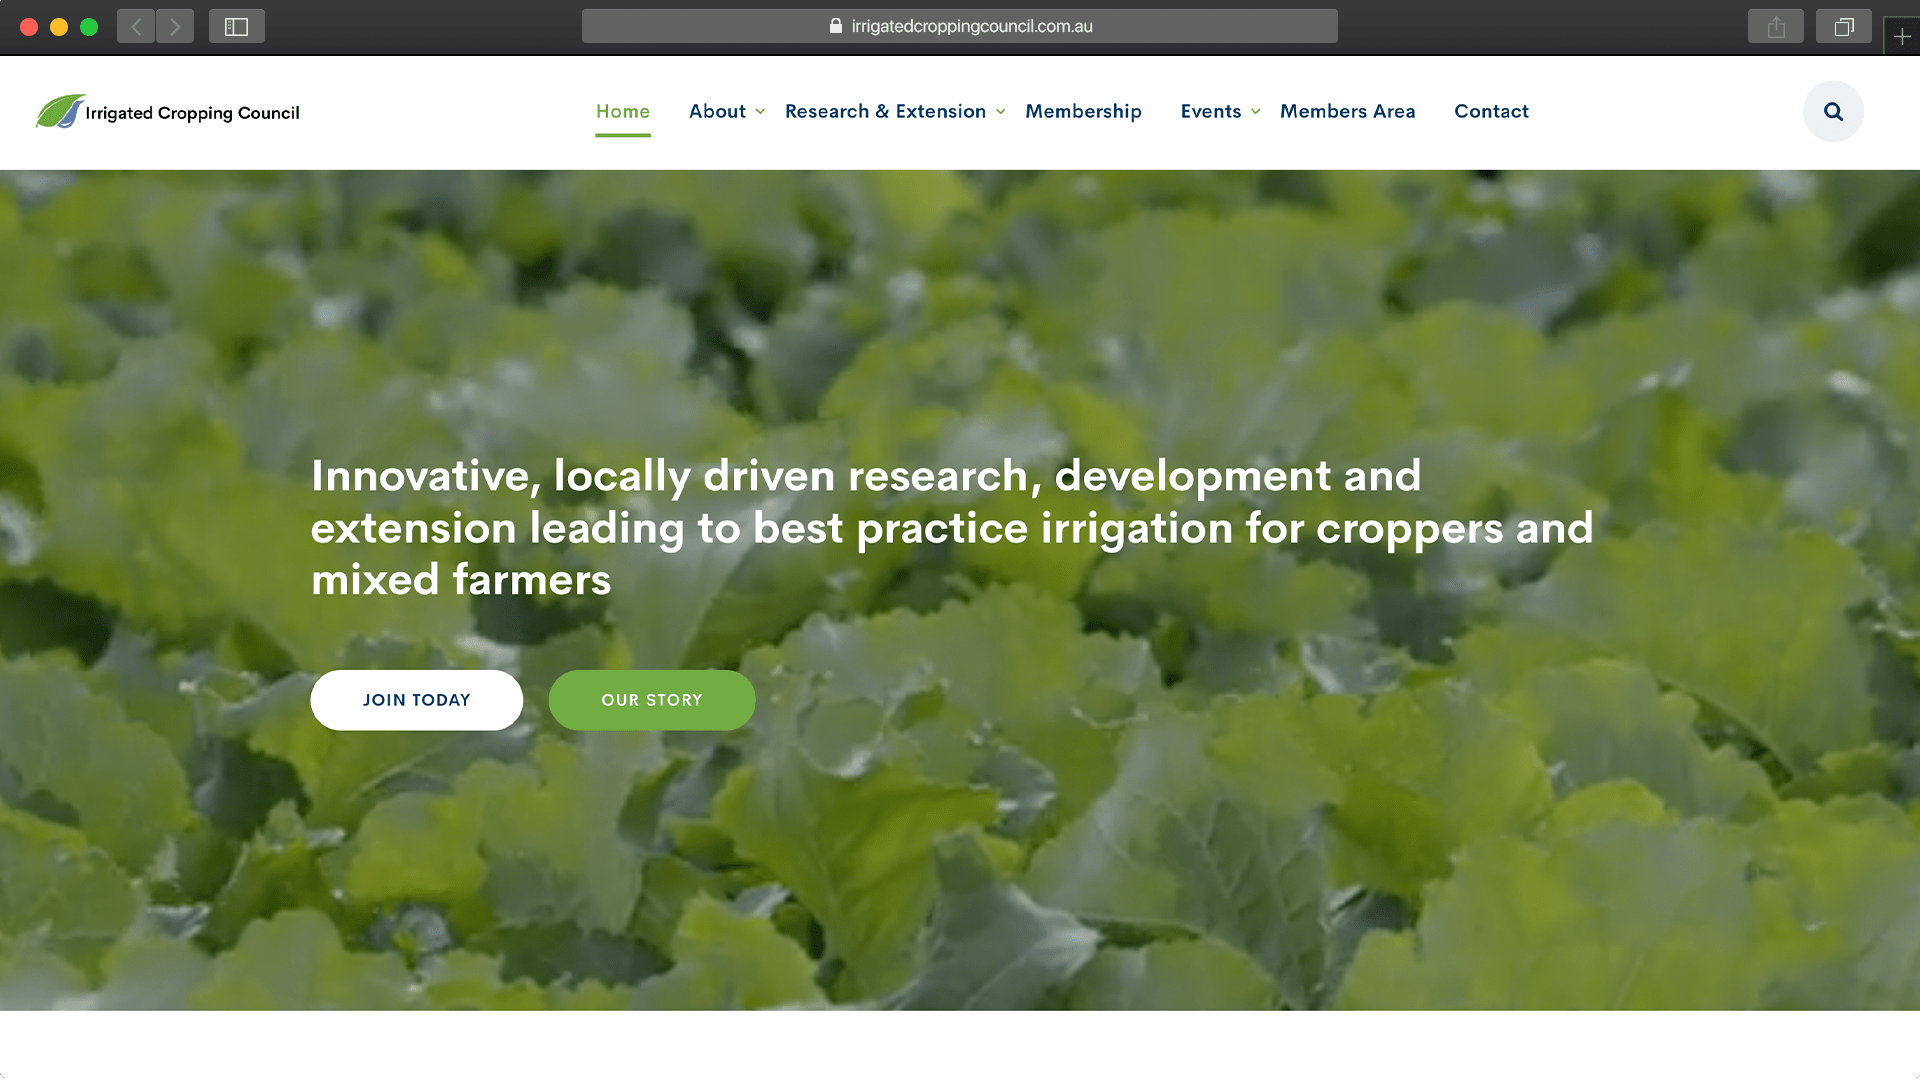 irrigatedcroppingcouncil.com.au
Irrigated Cropping Council
Home About Research & Extension Membership Events Members Area Contact
Innovative, locally driven research, development and
extension leading to best practice irrigation for croppers and
mixed farmers
JOIN TODAY OUR STORY